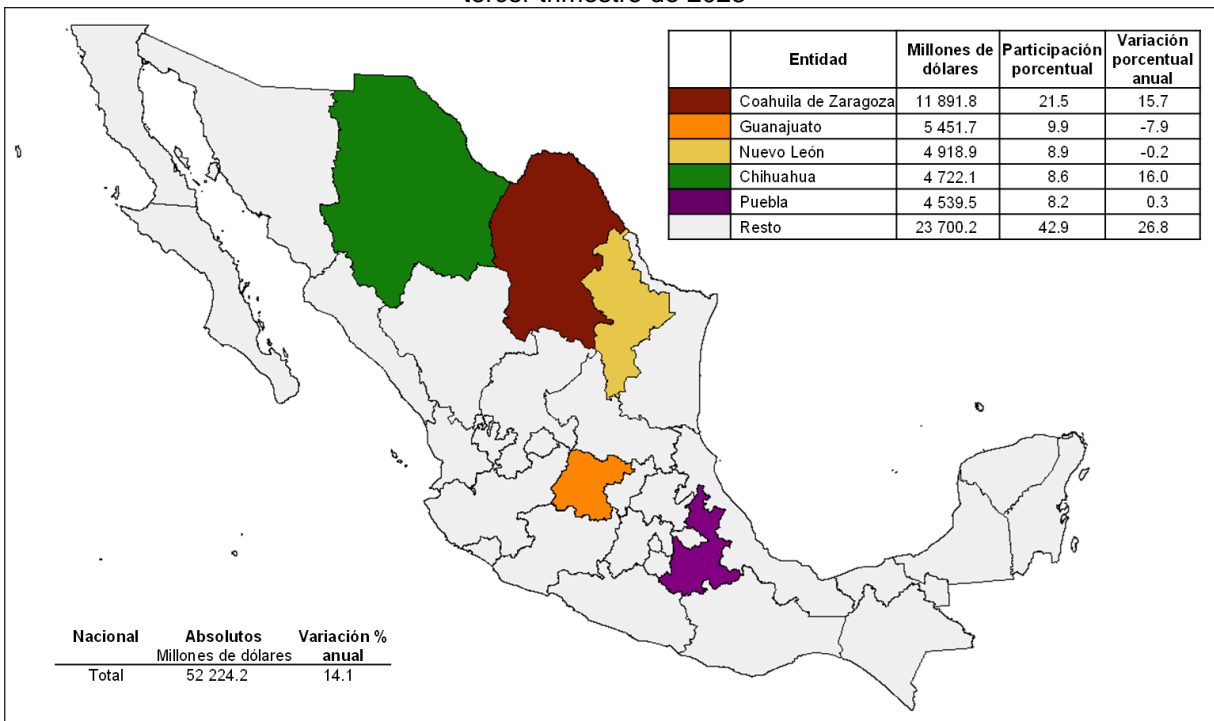 tercer trimestre de
Entidad Millones de dólares Participación porcentual Variación porcentual anual
Coahuila de Zaragoza 11 891.8 21.5 15.7
Guanajuato 5 451.7 9.9 -7.9
Nuevo León 4 918.9 8.9 -0.2
Chihuahua 4 722.1 8.6 16.0
Puebla 4 539.5 8.2 0.3
Resto 23 700.2 42.9 26.8
Nacional Absolutos Variación %
Millones de dólares anual
Total 52 224.2 14.1